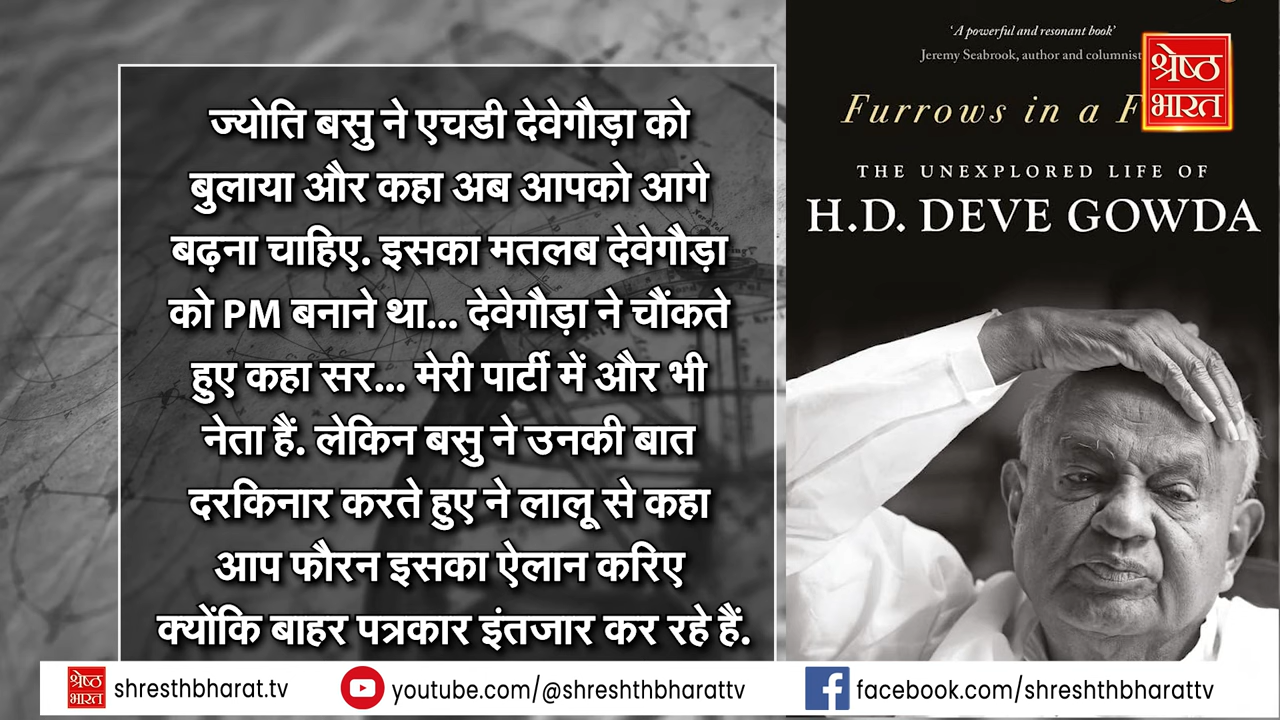 ज्योति बसु ने एचडी देवेगौड़ा को
बुलाया और कहा अब आपको आगे
बढ़ना चाहिए. इसका मतलब देवेगौड़ा
को PM बनाने था... देवेगौड़ा ने चौंकते
हुए कहा सर... मेरी पार्टी में और भी
नेता हैं. लेकिन बसु ने उनकी बात
दरकिनार करते हुए ने लालू से कहा
आप फौरन इसका ऐलान करिए
क्योंकि बाहर पत्रकार इंतजार कर रहे हैं.
'A powerful and resonant book'
Jeremy Seabrook, author and columnist
Furrows in a F
THE UNEXPLORED LIFE OF
H.D. DEVE GOWDA
श्रेष्ठ
भारत
श्रेष्ठ
भारत
shresthbharat.tv
youtube.com/@shreshthbharattv
facebook.com/shreshthbharattv